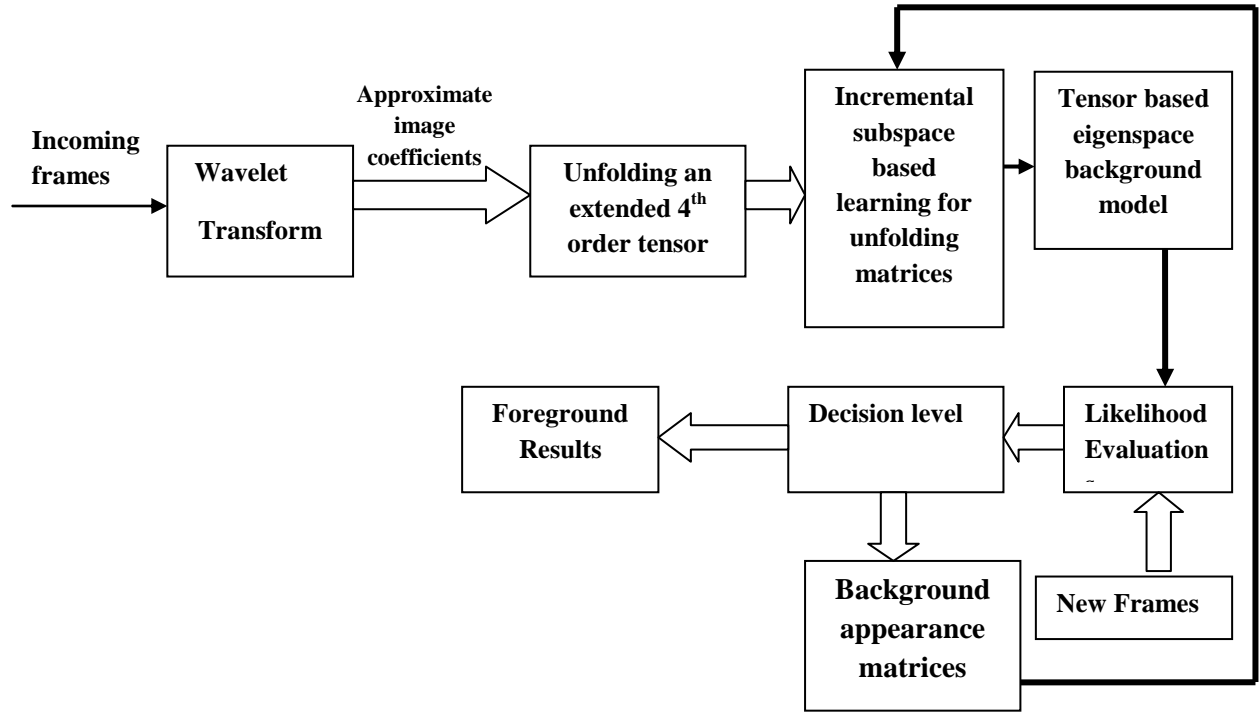 Incoming
frames
Wavelet
Transform
Approximate
image
coefficients
Unfolding an
extended 4th
order tensor
Incremental
subspace
based
learning for
unfolding
matrices
Tensor based
eigenspace
background
model
Foreground
Results
Decision level
Likelihood
Evaluation
Background
appearance
matrices
New Frames